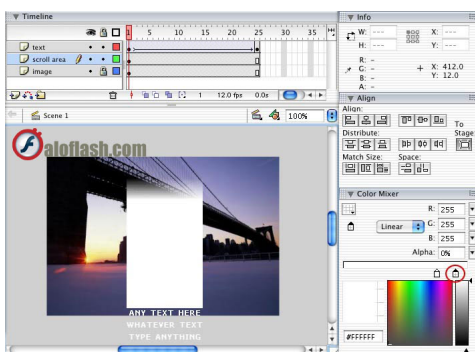 Timeline
1 5 10 15 20 25 30 35
text
scroll area
image
1 12.0 fps 0.0s
Scene 1
100%
aloflash.com
ANY TEXT HERE
WHATEVER TEXT
TYPE ANYTHING
Info
W: --- X: ---
H: --- Y: ---
R: -
G: - X: 412.0
B: - Y: 12.0
A: -
Align
Align:
To
Stage:
Distribute:
Match Size: Space:
Color Mixer
R: 255
Linear G: 255
B: 255
Alpha: 0%
#FFFFFF